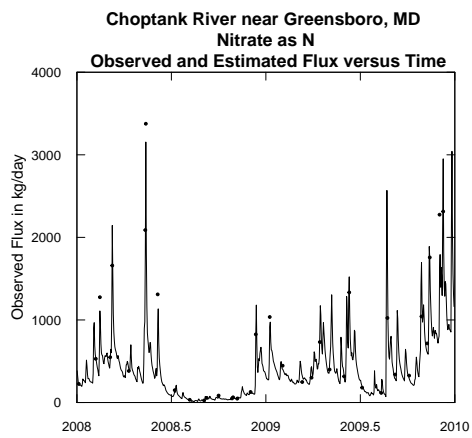 Choptank River near Greensboro, MD
Nitrate as N
Observed and Estimated Flux versus Time
4000
3000
2000
1000
0
Observed Flux in kg/day
2008
2008.5
2009
2009.5
2010